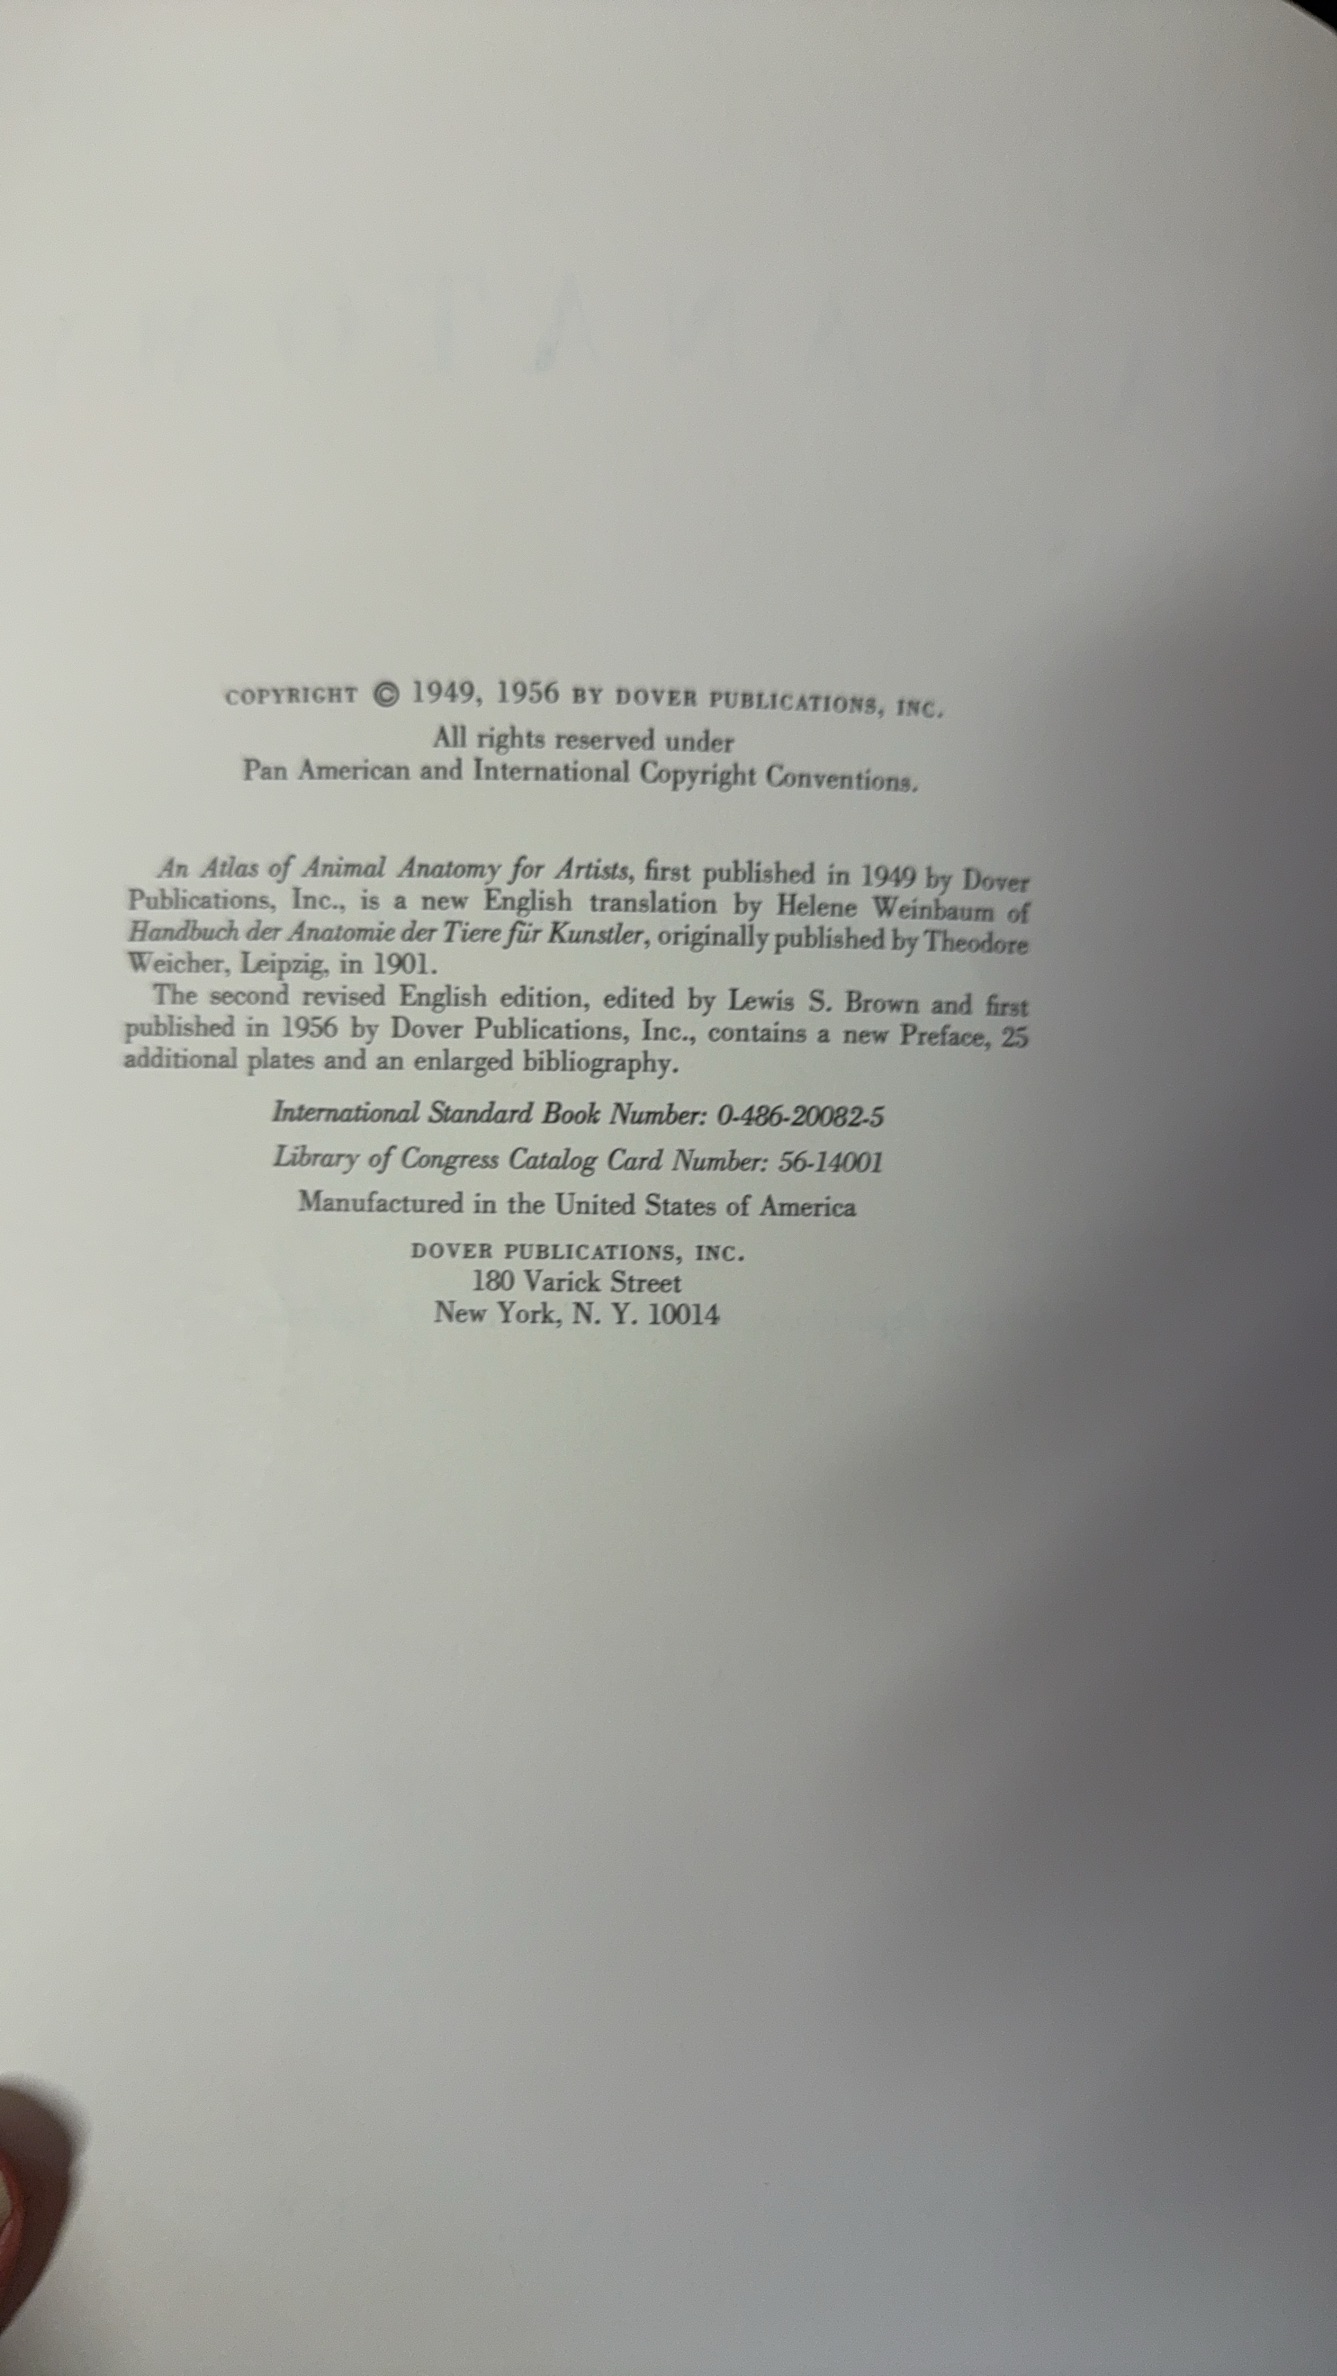 COPYRIGHT © 1949, 1956 BY DOVER PUBLICATIONS, INC.
All rights reserved under
Pan American and International Copyright Conventions.
An Atlas of Animal Anatomy for Artists, first published in 1949 by Dover
Publications, Inc., is a new English translation by Helene Weinbaum of
Handbuch der Anatomie der Tiere für Kunstler, originally published by Theodore
Weicher, Leipzig, in 1901.
The second revised English edition, edited by Lewis S. Brown and first
published in 1956 by Dover Publications, Inc., contains a new Preface, 25
additional plates and an enlarged bibliography.
International Standard Book Number: 0-486-20082-5
Library of Congress Catalog Card Number: 56-14001
Manufactured in the United States of America
DOVER PUBLICATIONS, INC.
180 Varick Street
New York, N. Y. 10014